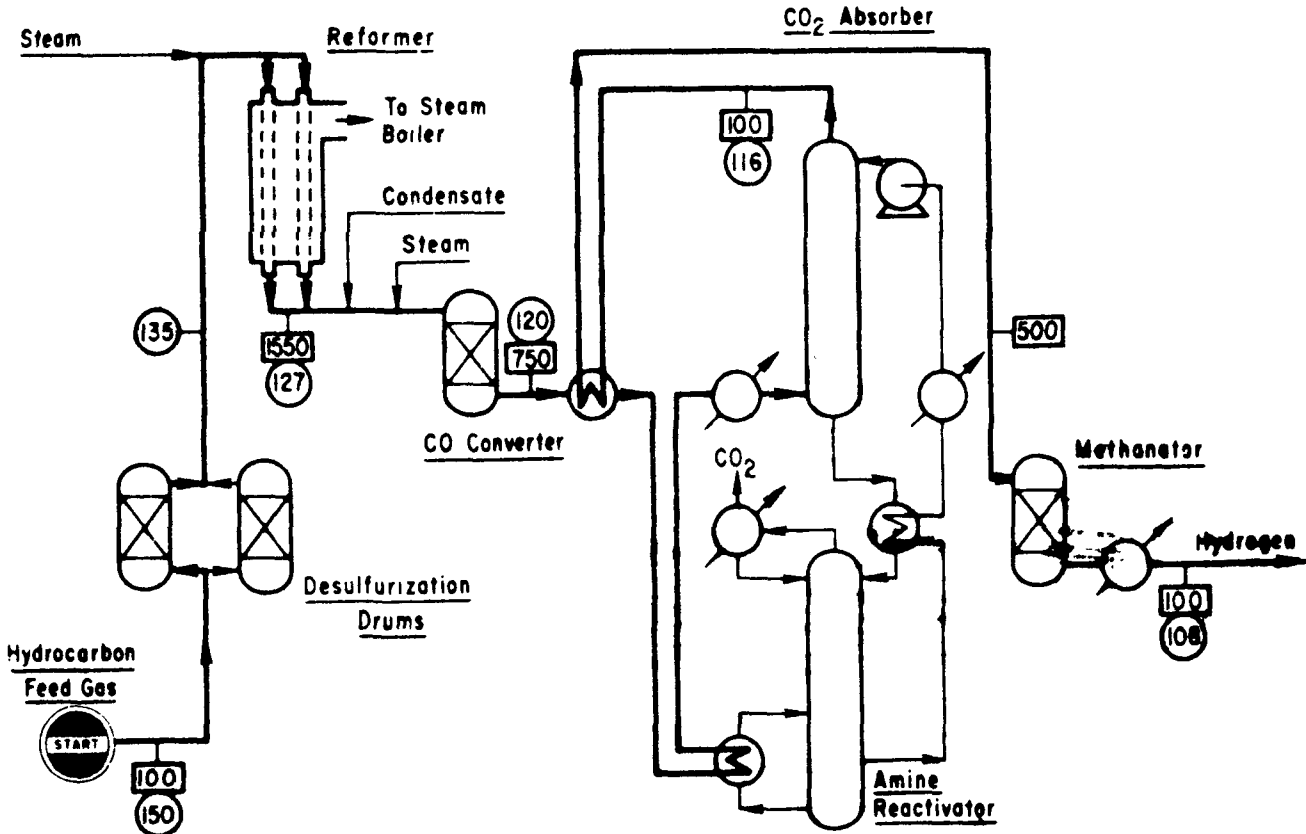 CO₂ Absorber
Steam
Reformer
To Steam
Boiler
100
116
Condensate
Steam
135
1550
127
120
750
500
CO Converter
CO₂
Methanator
Desulfurization
Drums
Hydrogen
100
Hydrocarbon
Feed Gas
START
100
150
Amine
Reactivator